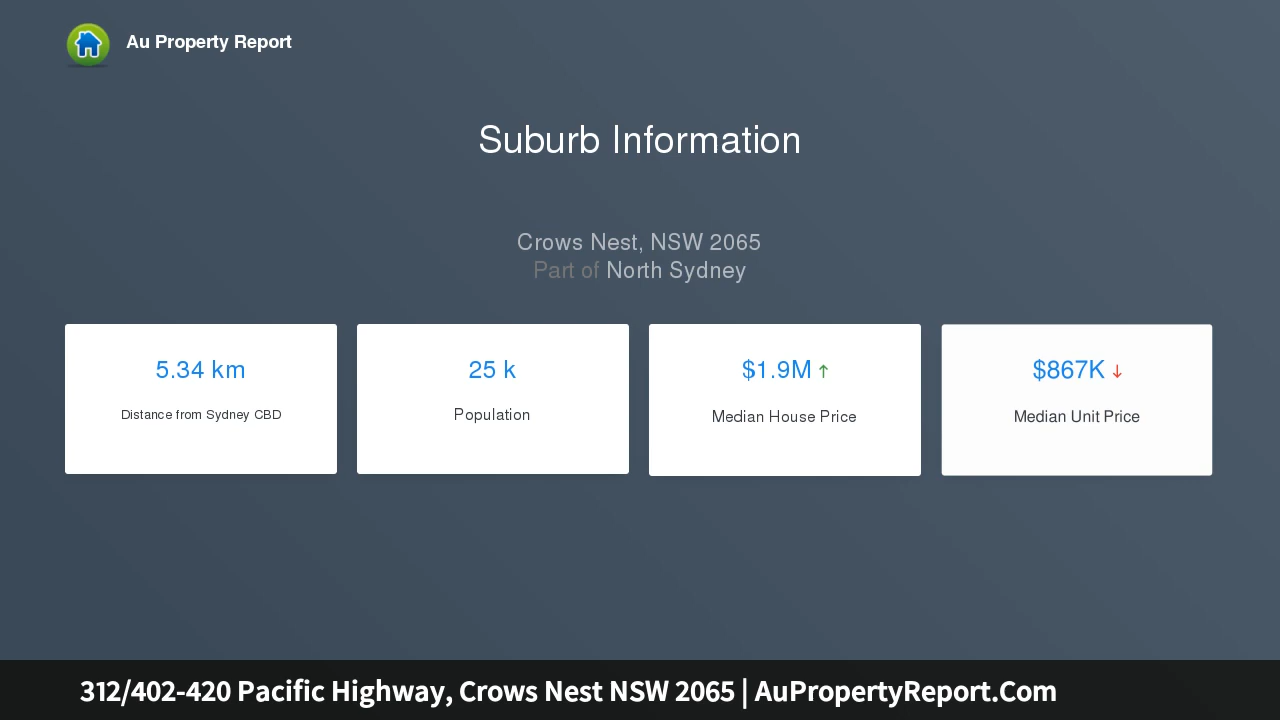 Au Property Report
Suburb Information
Crows Nest, NSW 2065
Part of North Sydney
5.34 km
Distance from Sydney CBD
25 k
Population
$1.9M ↑
Median House Price
$867K ↓
Median Unit Price
312/402-420 Pacific Highway, Crows Nest NSW 2065 | AuPropertyReport.Com